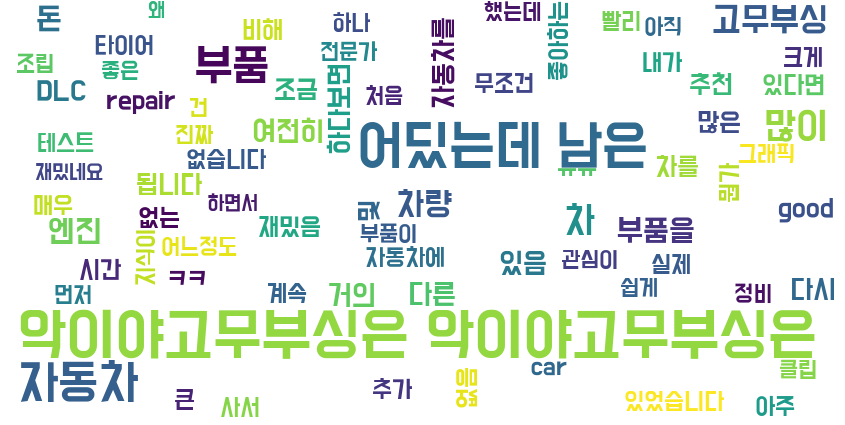 돈
왜
비해
하나
했는데
좋아하는
빨리
아직
고무부싱
타이어
전문가
자동차를
조립
좋은
부품
하다보면
내가
크게
DLC
repair
건
조금
처음
무조건
추천
있다면
테스트
진짜
여전히
어딨는데 남은
많은
많이
재밌네요
없습니다
ㅠㅠ
차를
그래픽
뭔가
됩니다
매우
하면서
없는
엔진
재밌음
및
차량
부품이
차
부품을
good
지식이
어느정도
자동차에
있음
관심이
실제
시간
ㅋㅋ
먼저
계속
거의
다른
쉽게
정비
다시
악이야고무부싱은 악이야고무부싱은
자동차
큰
사서
추가
없음
car
클립
있었습니다
아주